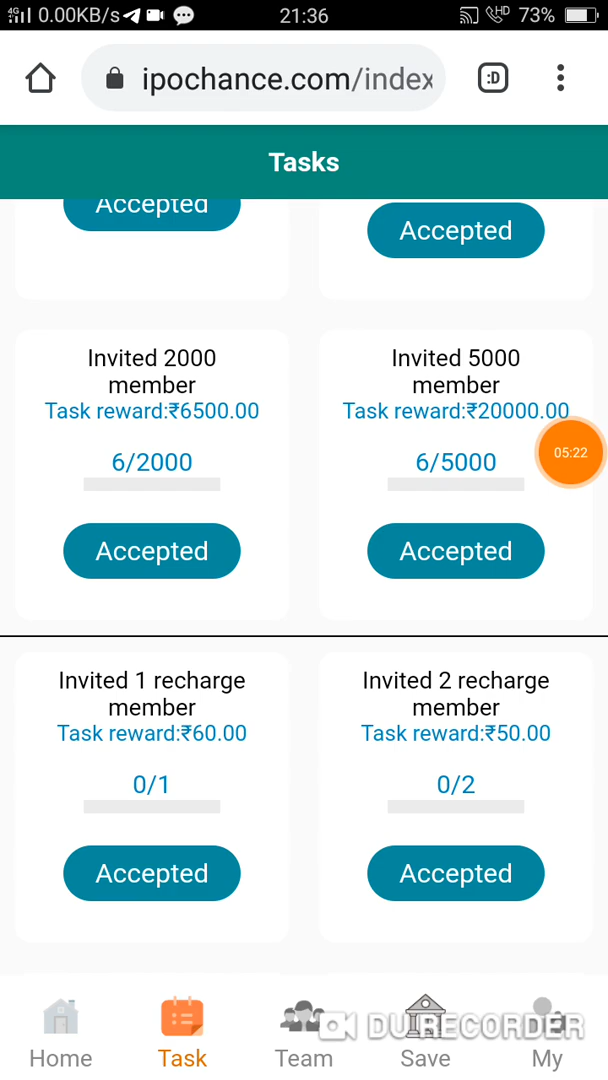 4G 0.00KB/s 21:36 HD 73%
ipochance.com/index
:D
Tasks
Accepted
Accepted
Invited 2000
member
Task reward:₹6500.00
6/2000
Accepted
Invited 5000
member
Task reward:₹20000.00
6/5000
Accepted
05:22
Invited 1 recharge
member
Task reward:₹60.00
0/1
Accepted
Invited 2 recharge
member
Task reward:₹50.00
0/2
Accepted
DU RECORDER
Home Task Team Save My